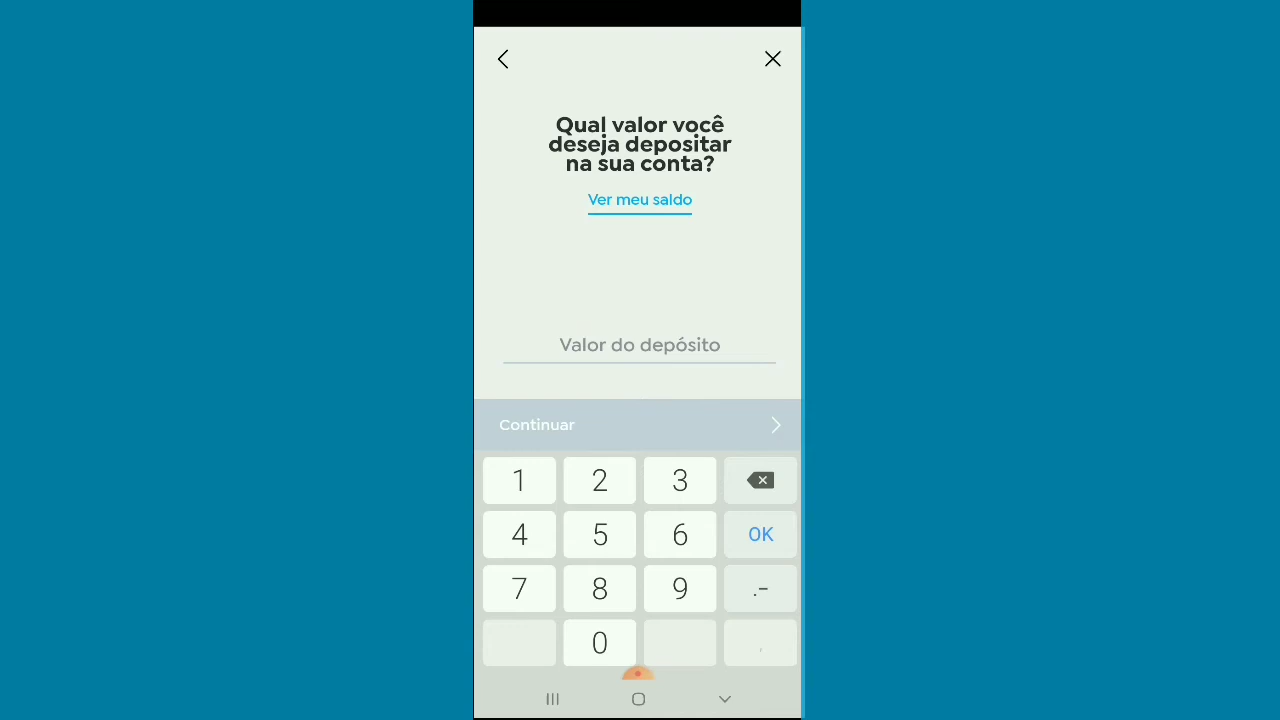 Qual valor você
deseja depositar
na sua conta?
Ver meu saldo
Valor do depósito
Continuar
1 2 3
4 5 6 OK
7 8 9 .-
0 ,